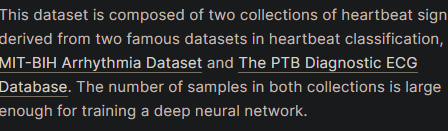 This dataset is composed of two collections of heartbeat sign
derived from two famous datasets in heartbeat classification,
MIT-BIH Arrhythmia Dataset and The PTB Diagnostic ECG
Database. The number of samples in both collections is large
enough for training a deep neural network.